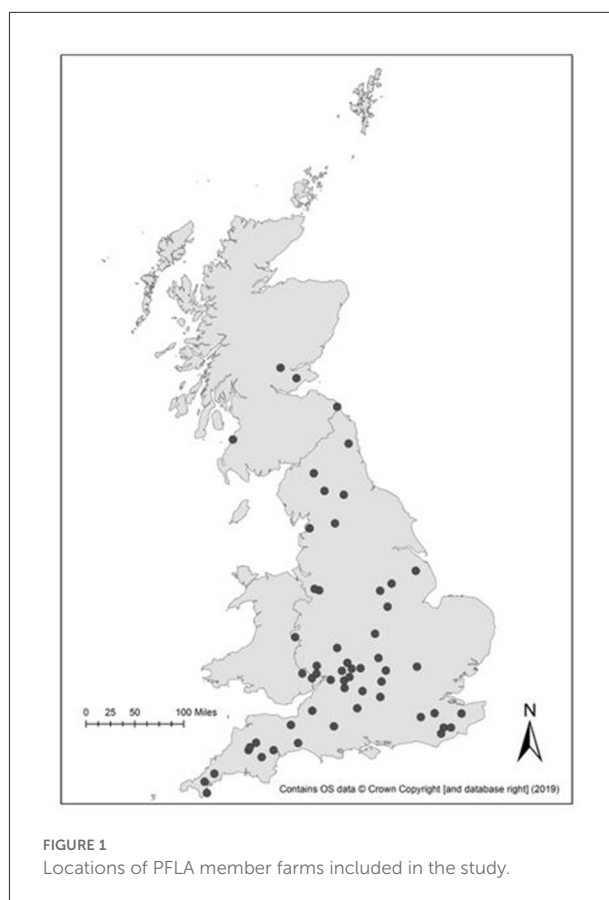 N
0 25 50 100 Miles
Contains OS data © Crown Copyright [and database right] (2019)
FIGURE 1
Locations of PFLA member farms included in the study.